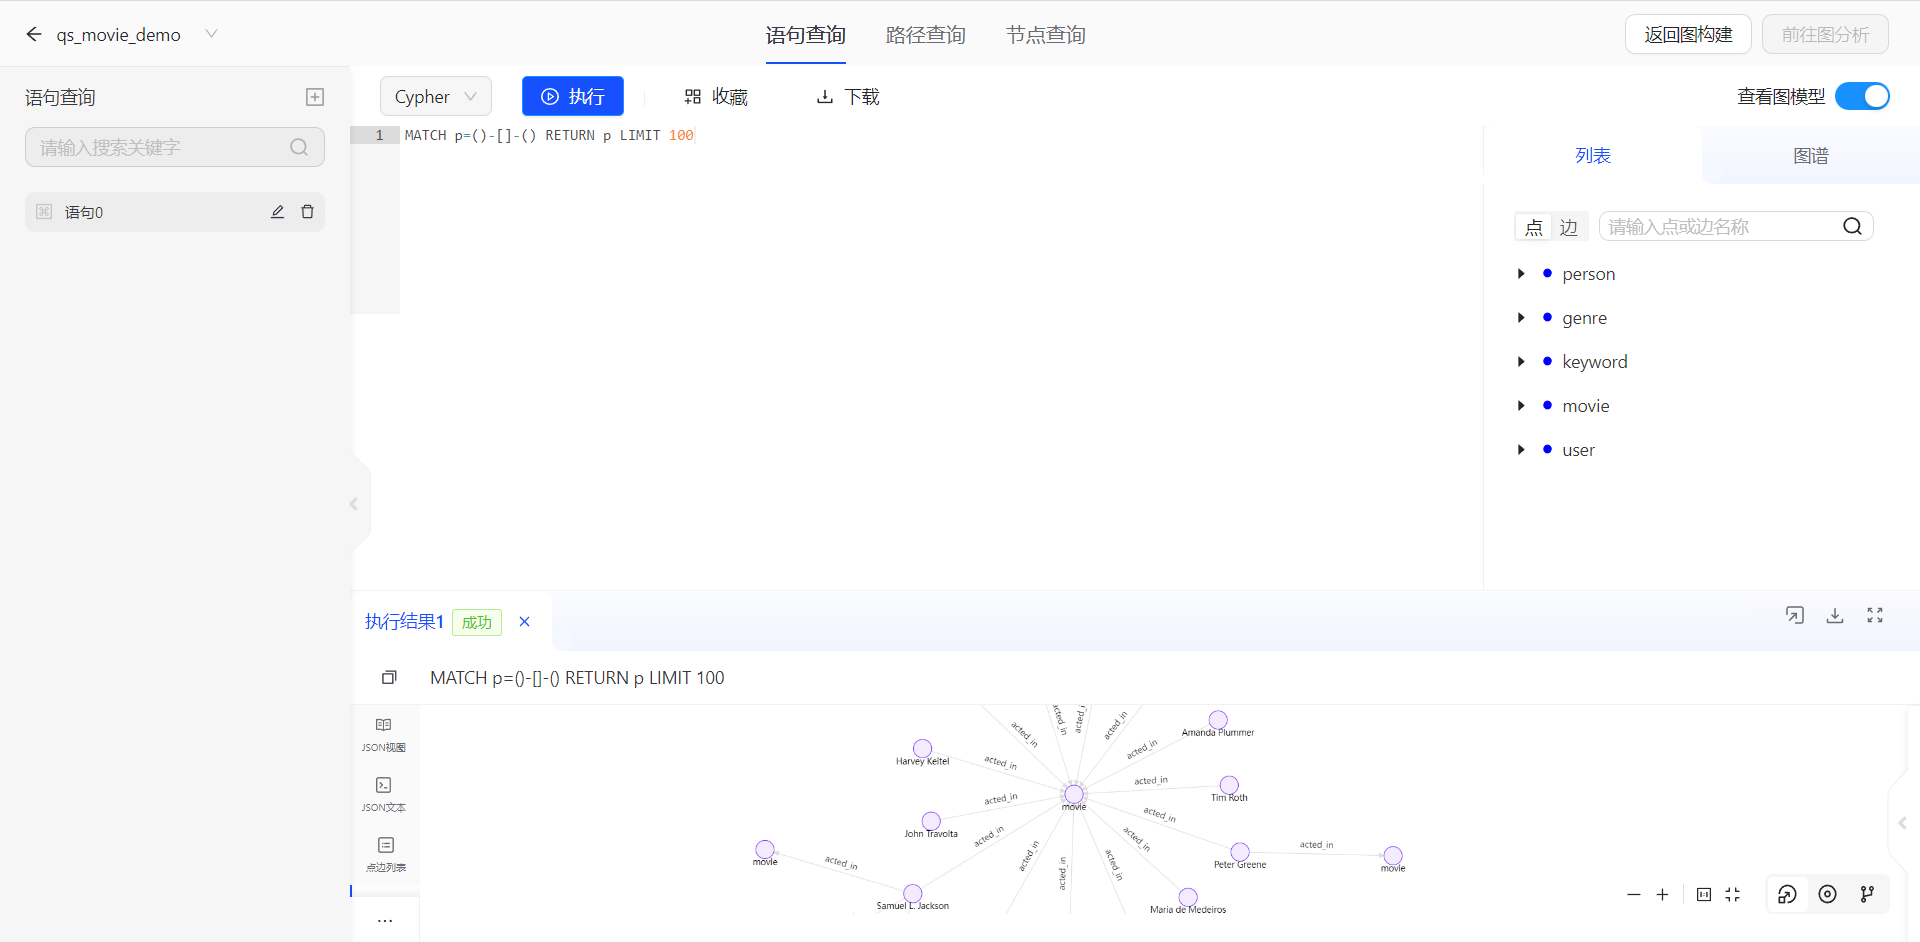 qs_movie_demo
语句查询 路径查询 节点查询
返回图构建 前往图分析
语句查询
请输入搜索关键字
语句0
Cypher 执行 收藏 下载 查看图模型
1 MATCH p=()-[]-() RETURN p LIMIT 100
列表 图谱
点 边 请输入点或边名称
person
genre
keyword
movie
user
执行结果1 成功
MATCH p=()-[]-() RETURN p LIMIT 100
JSON视图
JSON文本
点边列表
...
acted_in
acted_in
acted_in
acted_in
Amanda Plummer
acted_in
Harvey Keitel
acted_in
acted_in
Tim Roth
movie
acted_in
acted_in
John Travolta
acted_in
acted_in
acted_in
Peter Greene
acted_in
movie
movie
acted_in
acted_in
acted_in
acted_in
Samuel L. Jackson
Maria de Medeiros
1:1